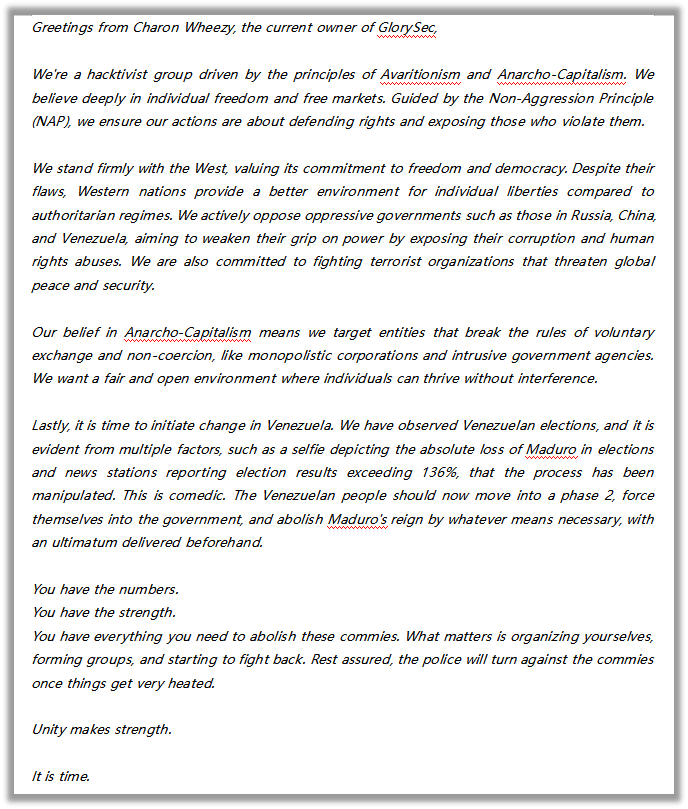 Greetings from Charon Wheezy, the current owner of GlorySec,
We're a hacktivist group driven by the principles of Avaritionism and Anarcho-Capitalism. We
believe deeply in individual freedom and free markets. Guided by the Non-Aggression Principle
(NAP), we ensure our actions are about defending rights and exposing those who violate them.
We stand firmly with the West, valuing its commitment to freedom and democracy. Despite their
flaws, Western nations provide a better environment for individual liberties compared to
authoritarian regimes. We actively oppose oppressive governments such as those in Russia, China,
and Venezuela, aiming to weaken their grip on power by exposing their corruption and human
rights abuses. We are also committed to fighting terrorist organizations that threaten global
peace and security.
Our belief in Anarcho-Capitalism means we target entities that break the rules of voluntary
exchange and non-coercion, like monopolistic corporations and intrusive government agencies.
We want a fair and open environment where individuals can thrive without interference.
Lastly, it is time to initiate change in Venezuela. We have observed Venezuelan elections, and it is
evident from multiple factors, such as a selfie depicting the absolute loss of Maduro in elections
and news stations reporting election results exceeding 136%, that the process has been
manipulated. This is comedic. The Venezuelan people should now move into a phase 2, force
themselves into the government, and abolish Maduro's reign by whatever means necessary, with
an ultimatum delivered beforehand.
You have the numbers.
You have the strength.
You have everything you need to abolish these commies. What matters is organizing yourselves,
forming groups, and starting to fight back. Rest assured, the police will turn against the commies
once things get very heated.
Unity makes strength.
It is time.